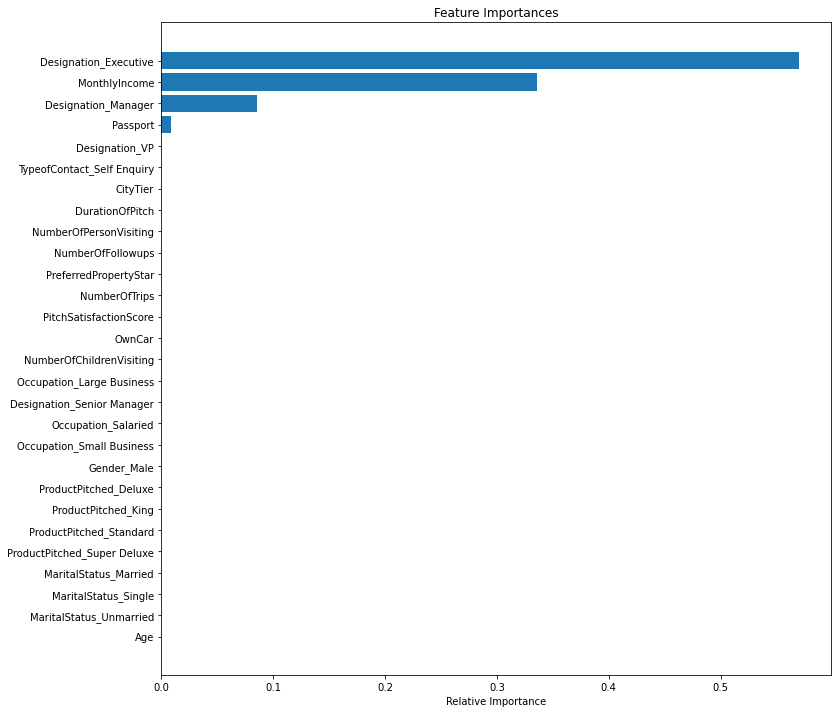 Feature Importances
Designation_Executive
MonthlyIncome
Designation_Manager
Passport
Designation_VP
TypeofContact_Self Enquiry
CityTier
DurationOfPitch
NumberOfPersonVisiting
NumberOfFollowups
PreferredPropertyStar
NumberOfTrips
PitchSatisfactionScore
OwnCar
NumberOfChildrenVisiting
Occupation_Large Business
Designation_Senior Manager
Occupation_Salaried
Occupation_Small Business
Gender_Male
ProductPitched_Deluxe
ProductPitched_King
ProductPitched_Standard
ProductPitched_Super Deluxe
MaritalStatus_Married
MaritalStatus_Single
MaritalStatus_Unmarried
Age
0.0 0.1 0.2 0.3 0.4 0.5
Relative Importance